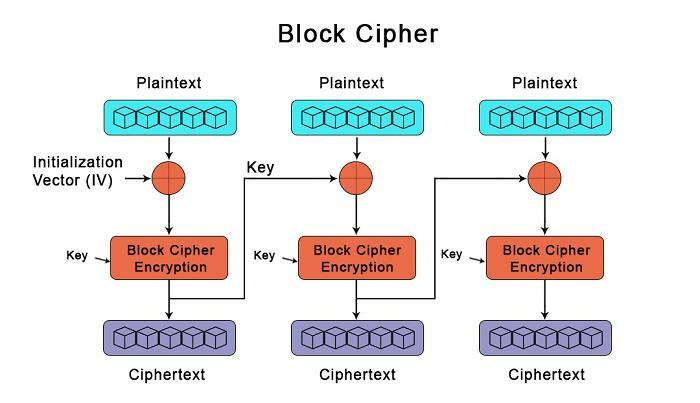 Block Cipher
Plaintext
Plaintext
Plaintext
Initialization
Vector (IV)
Key
Key
Block Cipher
Encryption
Key
Block Cipher
Encryption
Key
Block Cipher
Encryption
Ciphertext
Ciphertext
Ciphertext